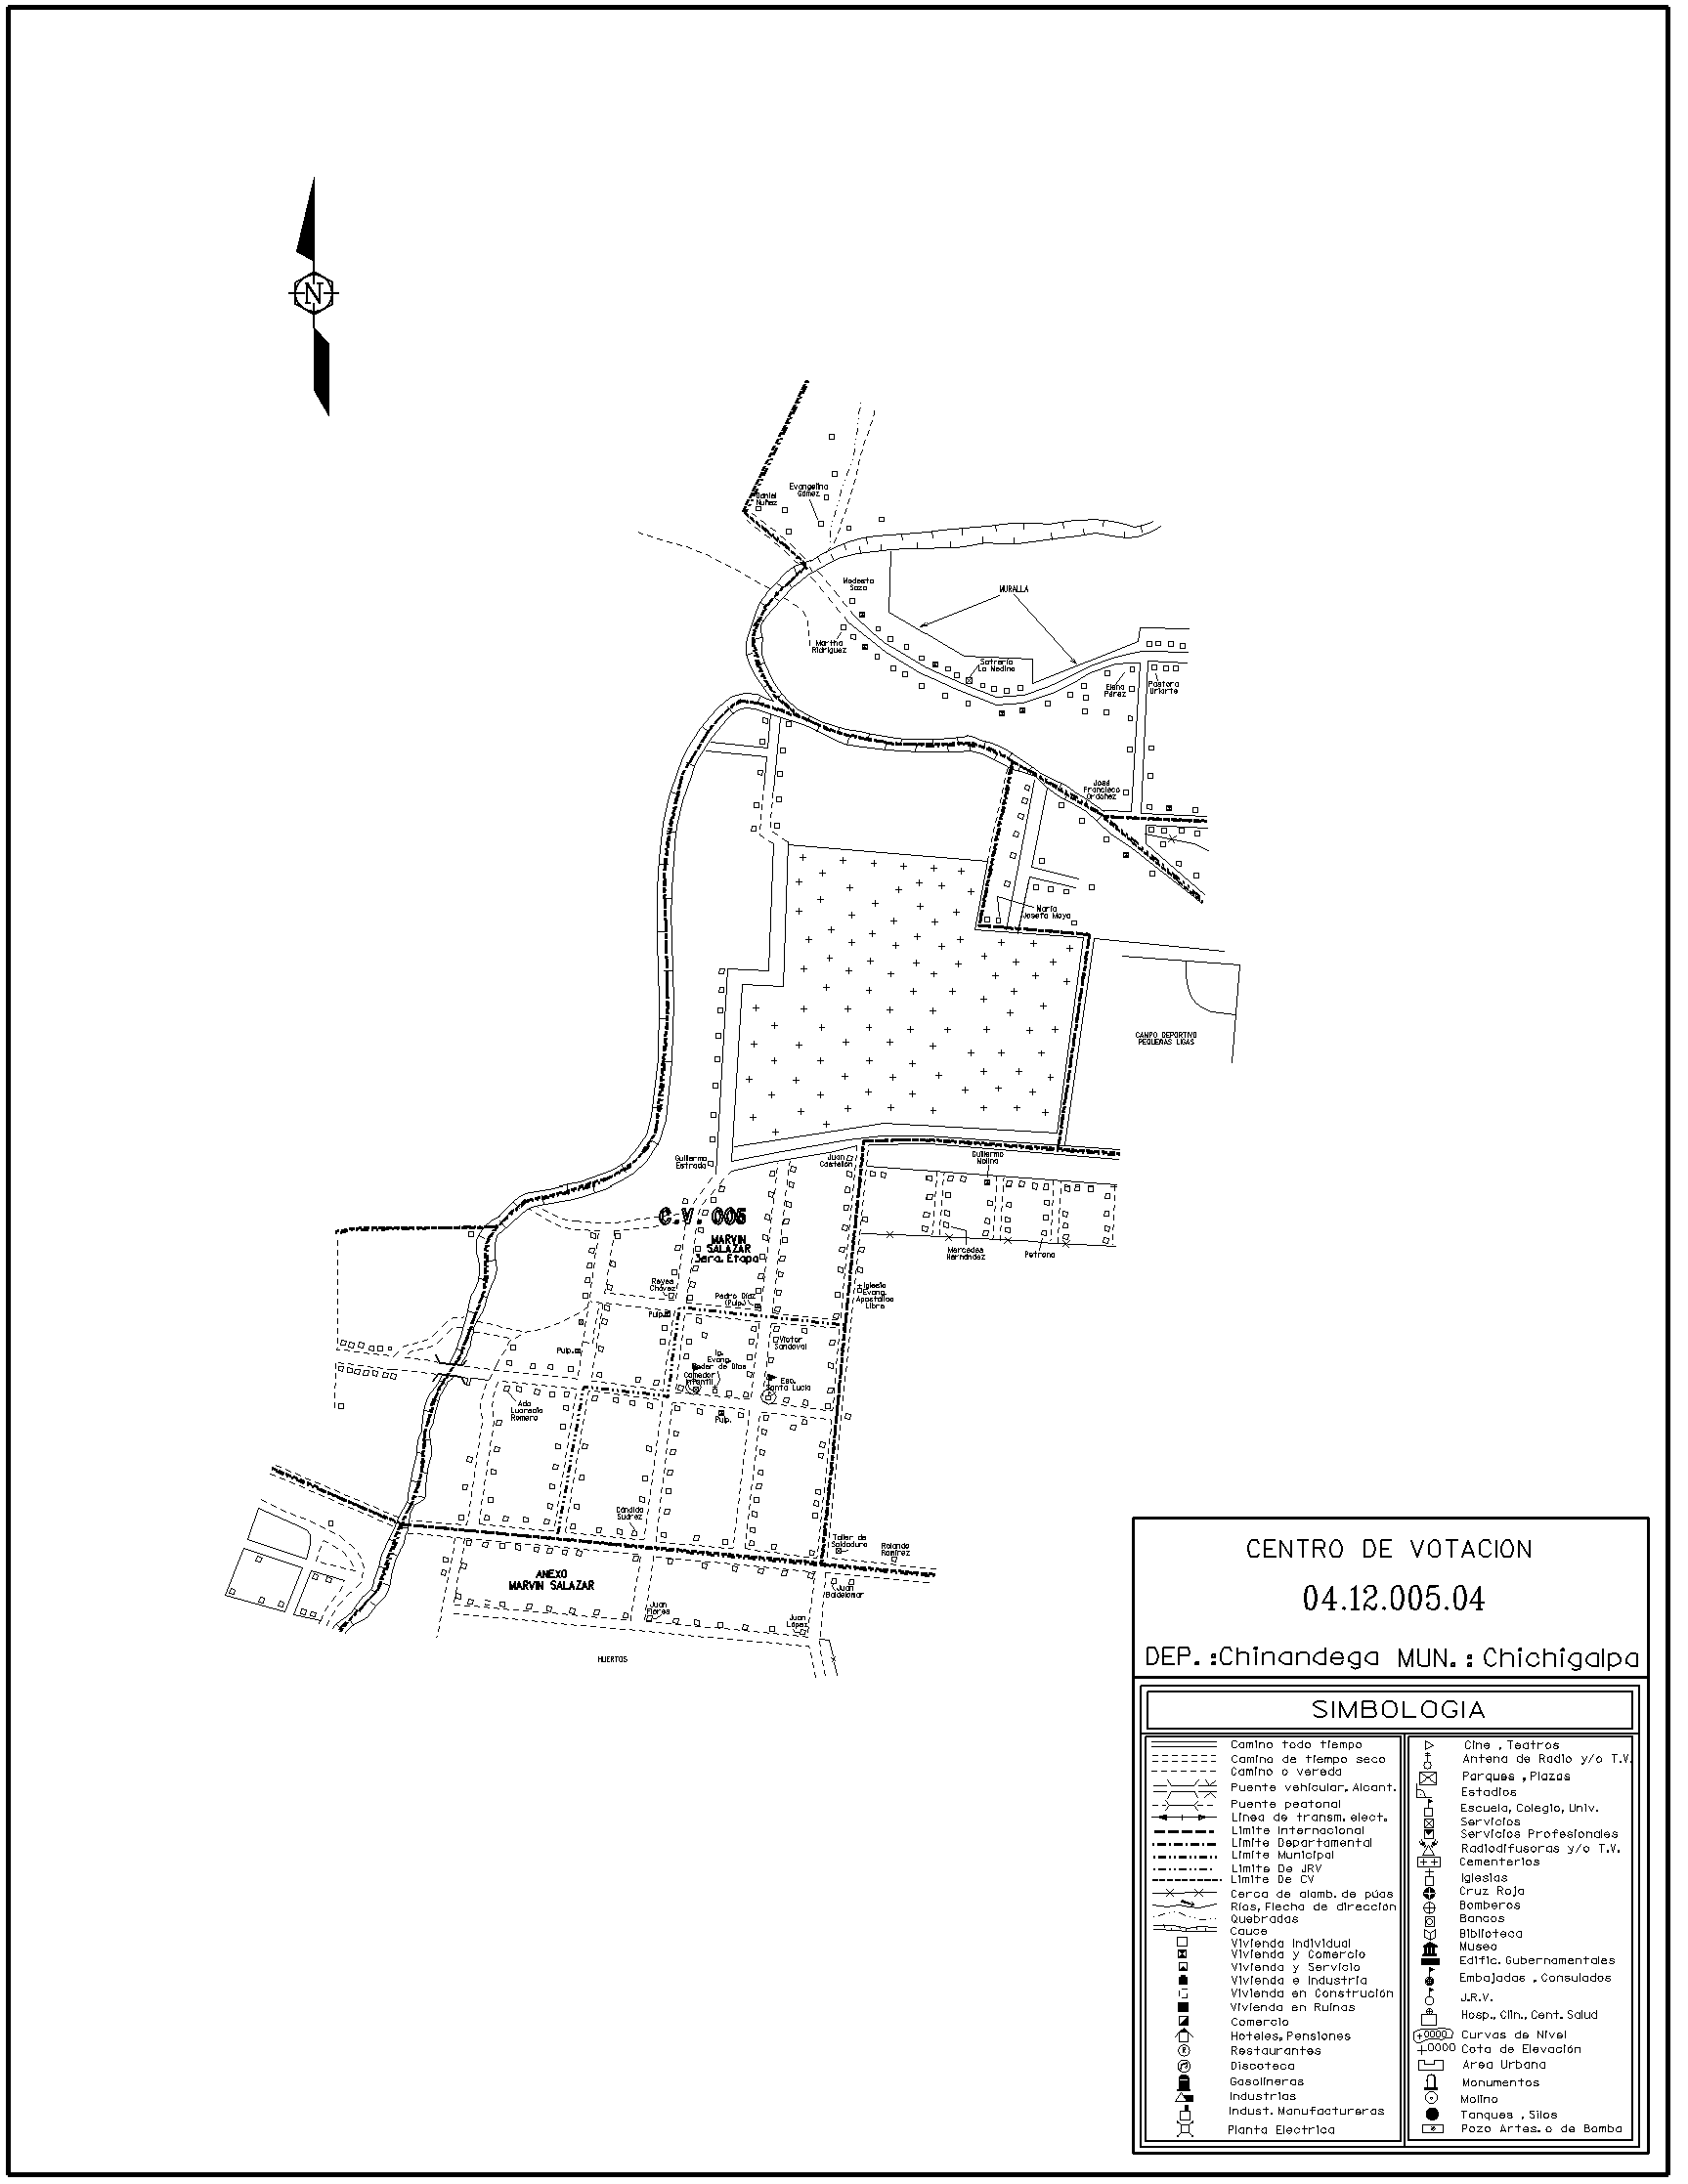 N
Daniel
Nuñez
Evangelina
Gámez
Modesto
Sozo
MURALLA
Martha
Ridriguez
Satreria
La Medina
Elena
Pérez
Pastora
Uriarte
José
Francisco
Ordoñez
María
Josefa Moya
CAMPO DEPORTIVO
PEQUEÑAS LIGAS
Guillermo
Estrada
Juan
Castellón
Guillermo
Molina
C.V. 005
MARVIN
SALAZAR
3era. Etapa
Mercedes
Hernández
Petrona
Reyes
Chávez
Pedro Díaz
(Pulp.)
Iglesia
Evang.
Apostolica
Libre
Pulp.
Victor
Sandoval
Pulp.
Ig.
Evang.
Poder de Dios
Comedor
Infantil
Esc.
Santa Lucía
Ada
Lucrecia
Romero
Pulp.
Cándida
Suárez
Taller de
Soldadura
Rolando
Ramírez
ANEXO
MARVIN SALAZAR
Juan
Baldelomar
Juan
Flores
Juan
López
HUERTOS
CENTRO DE VOTACION
04.12.005.04
DEP.:Chinandega MUN.: Chichigalpa
SIMBOLOGIA
Camino todo tiempo
Camino de tiempo seco
Camino o vereda
Puente vehicular, Alcant.
Puente peatonal
Línea de transm. elect.
Limite Internacional
Limite Departamental
Limite Municipal
Limite De JRV
Limite De CV
Cerca de alamb. de púas
Ríos, Flecha de dirección
Quebradas
Cauce
Vivienda Individual
Vivienda y Comercio
Vivienda y Servicio
Vivienda e Industria
Vivienda en Construción
Vivienda en Ruinas
Comercio
Hoteles, Pensiones
Restaurantes
Discoteca
Gasolineras
Industrias
Indust. Manufactureras
Planta Electrica
Cine , Teatros
Antena de Radio y/o T.V.
Parques , Plazas
Estadios
Escuela, Colegio, Univ.
Servicios
Servicios Profesionales
Radiodifusoras y/o T.V.
Cementerios
Iglesias
Cruz Roja
Bomberos
Bancos
Biblioteca
Museo
Edific. Gubernamentales
Embajadas , Consulados
J.R.V.
Hosp., Clin., Cent. Salud
+0000 Curvas de Nivel
+0000 Cota de Elevación
Area Urbana
Monumentos
Molino
Tanques , Silos
Pozo Artes. o de Bomba